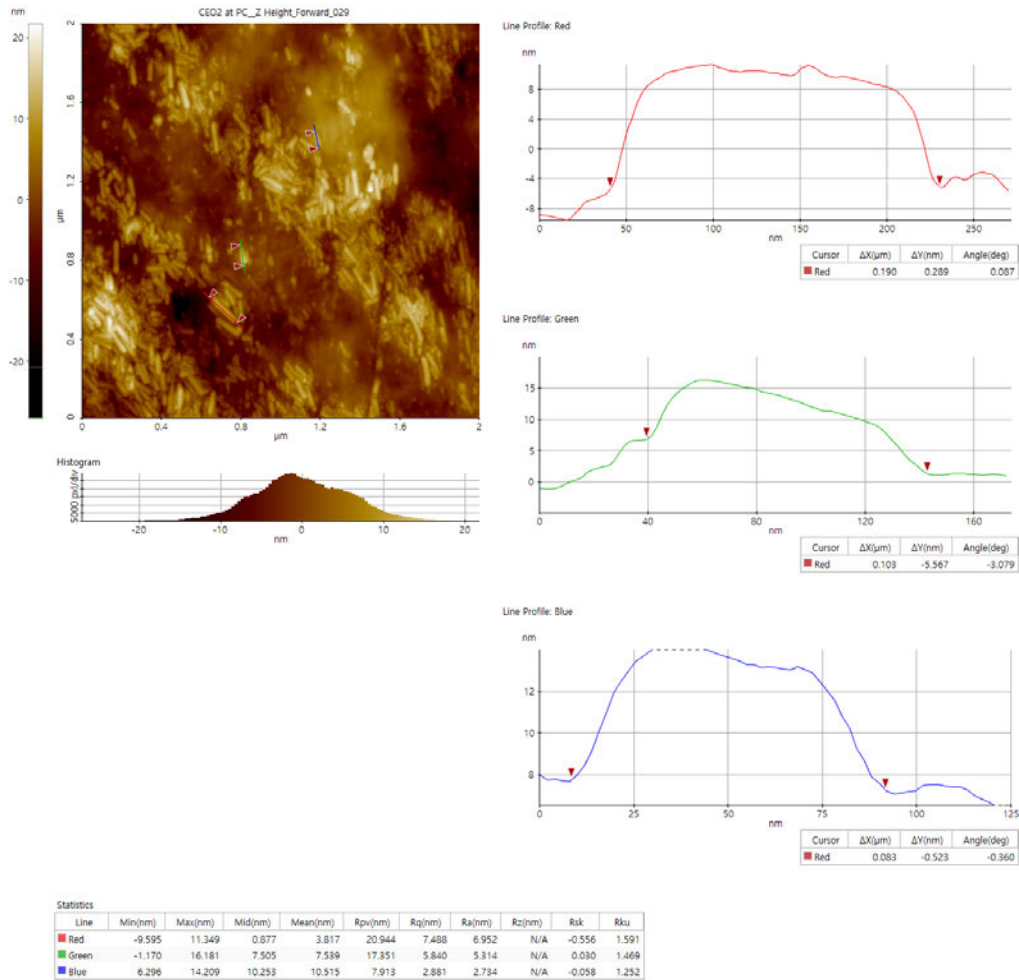 nm
CEO2 at PC__Z Height_Forward_029
20
10
0
-10
-20
2
1.6
1.2
0.8
0.4
0
µm
0 0.4 0.8 1.2 1.6 2
µm
Histogram
5000 pxl/div
-20 -10 0 10 20
nm
Line Profile: Red
nm
8
4
0
-4
-8
0 50 100 150 200 250
nm
Cursor ΔX(µm) ΔY(nm) Angle(deg)
Red 0.190 0.289 0.087
Line Profile: Green
nm
15
10
5
0
0 40 80 120 160
nm
Cursor ΔX(µm) ΔY(nm) Angle(deg)
Red 0.103 -5.567 -3.079
Line Profile: Blue
nm
12
10
8
0 25 50 75 100 125
nm
Cursor ΔX(µm) ΔY(nm) Angle(deg)
Red 0.083 -0.523 -0.360
Statistics
Line Min(nm) Max(nm) Mid(nm) Mean(nm) Rpv(nm) Rq(nm) Ra(nm) Rz(nm) Rsk Rku
Red -9.595 11.349 0.877 3.817 20.944 7.488 6.952 N/A -0.556 1.591
Green -1.170 16.181 7.505 7.539 17.351 5.840 5.314 N/A 0.030 1.469
Blue 6.296 14.209 10.253 10.515 7.913 2.881 2.734 N/A -0.058 1.252